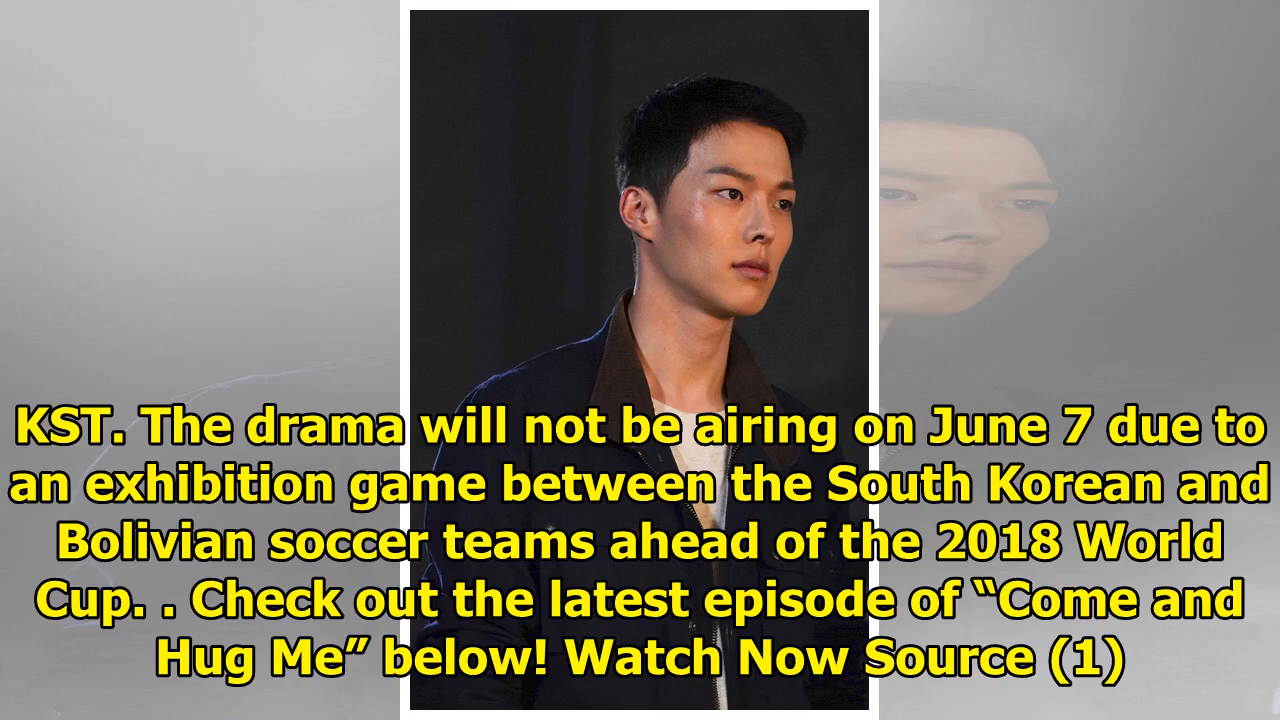 KST. The drama will not be airing on June 7 due to
an exhibition game between the South Korean and
Bolivian soccer teams ahead of the 2018 World
Cup. . Check out the latest episode of “Come and
Hug Me” below! Watch Now Source (1)